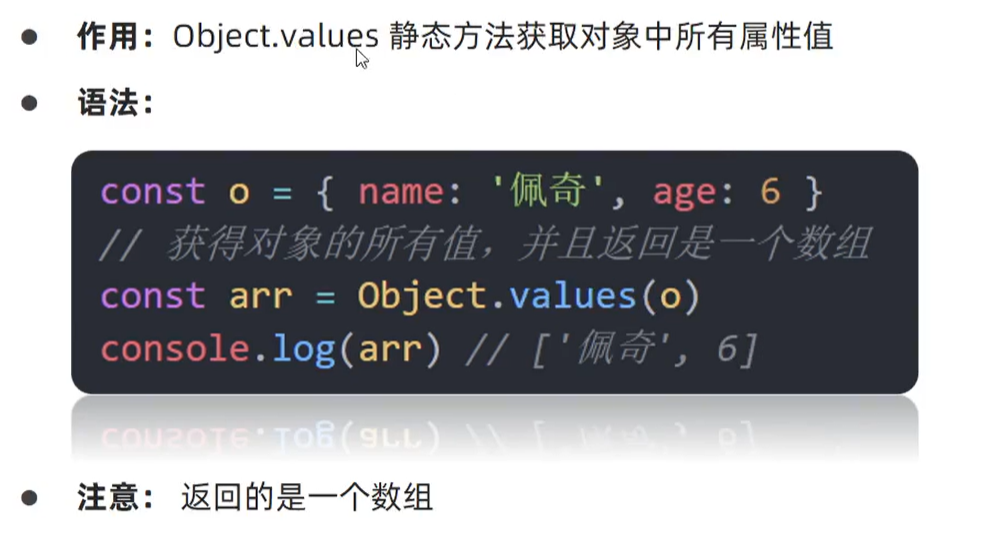 ● 作用：Object.values 静态方法获取对象中所有属性值
● 语法：
const o = { name: '佩奇', age: 6 }
// 获得对象的所有值，并且返回是一个数组
const arr = Object.values(o)
console.log(arr) // ['佩奇', 6]
● 注意： 返回的是一个数组